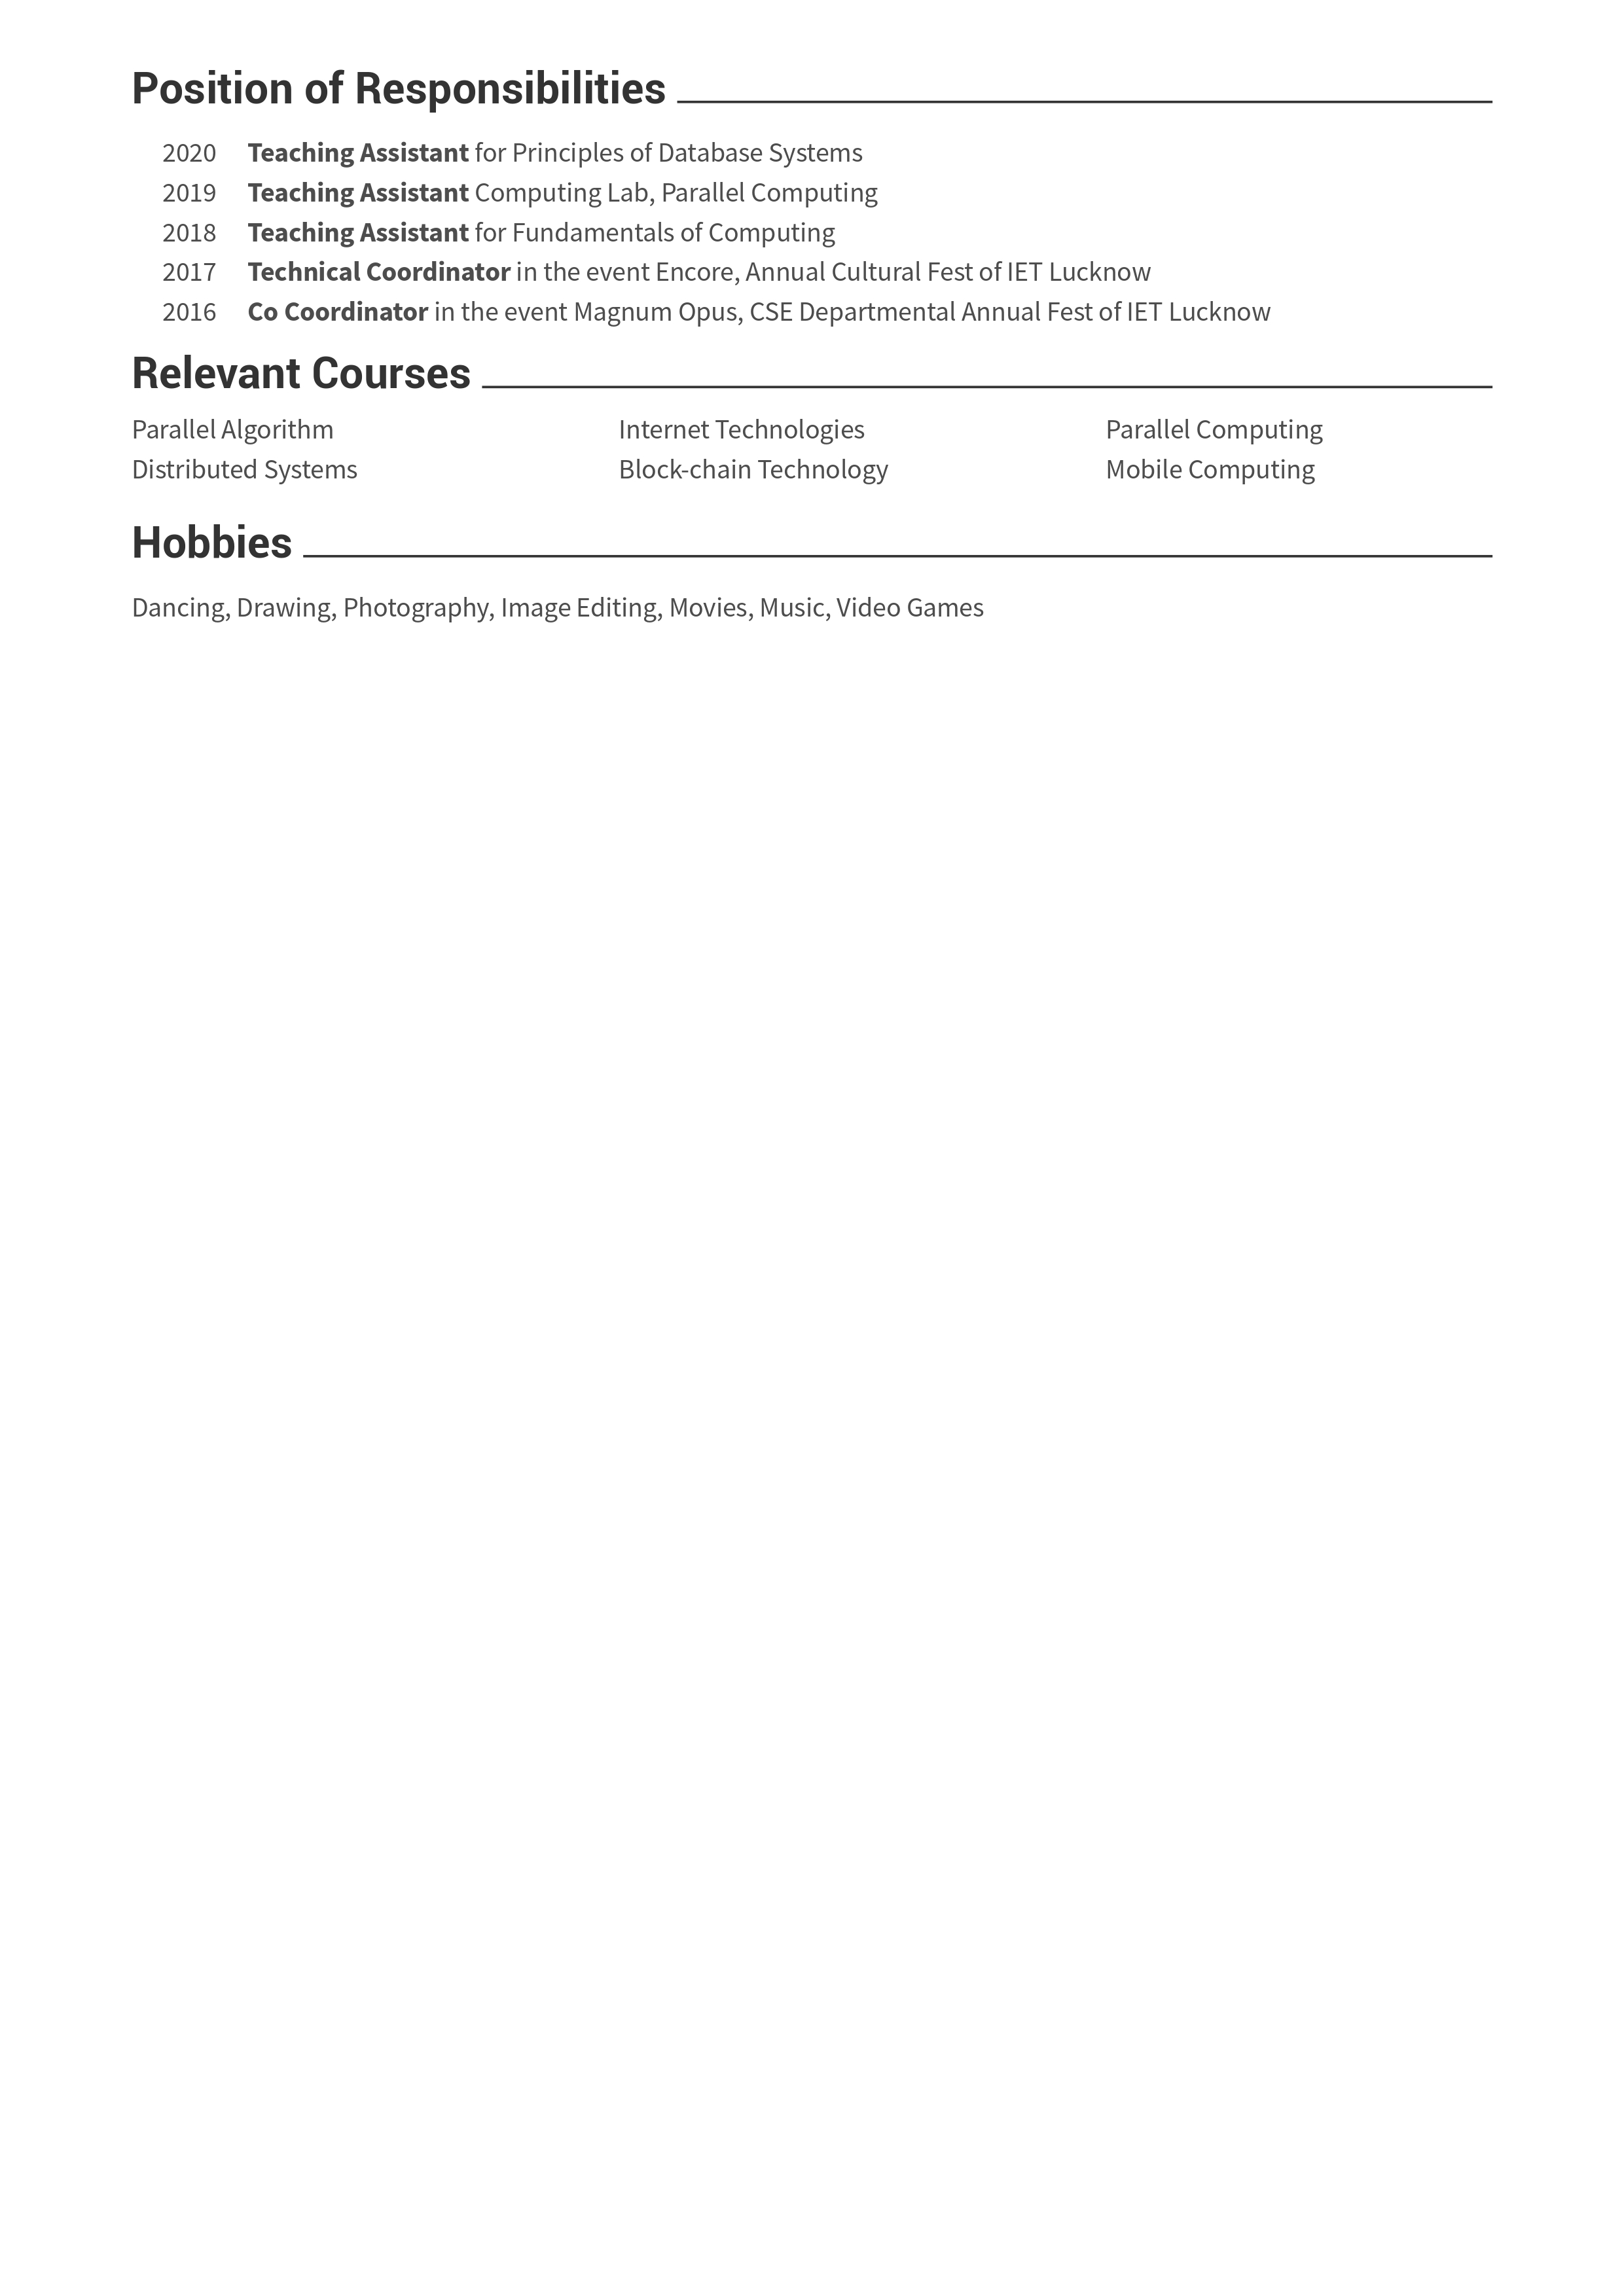 Position of Responsibilities
2020 Teaching Assistant for Principles of Database Systems
2019 Teaching Assistant Computing Lab, Parallel Computing
2018 Teaching Assistant for Fundamentals of Computing
2017 Technical Coordinator in the event Encore, Annual Cultural Fest of IET Lucknow
2016 Co Coordinator in the event Magnum Opus, CSE Departmental Annual Fest of IET Lucknow
Relevant Courses
Parallel Algorithm Internet Technologies Parallel Computing
Distributed Systems Block-chain Technology Mobile Computing
Hobbies
Dancing, Drawing, Photography, Image Editing, Movies, Music, Video Games